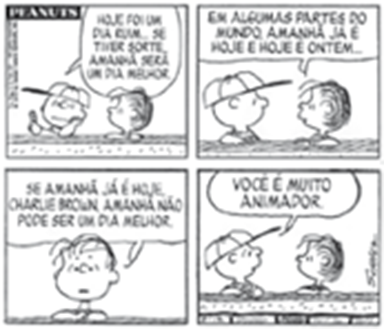 PEANUTS
HOJE FOI UM
DIA RUIM... SE
TIVER SORTE,
AMANHÃ SERÁ
UM DIA MELHOR.
EM ALGUMAS PARTES DO
MUNDO, AMANHÃ JÁ É
HOJE E HOJE É ONTEM...
SE AMANHÃ JÁ É HOJE,
CHARLIE BROWN, AMANHÃ NÃO
PODE SER UM DIA MELHOR.
VOCÊ É MUITO
ANIMADOR.